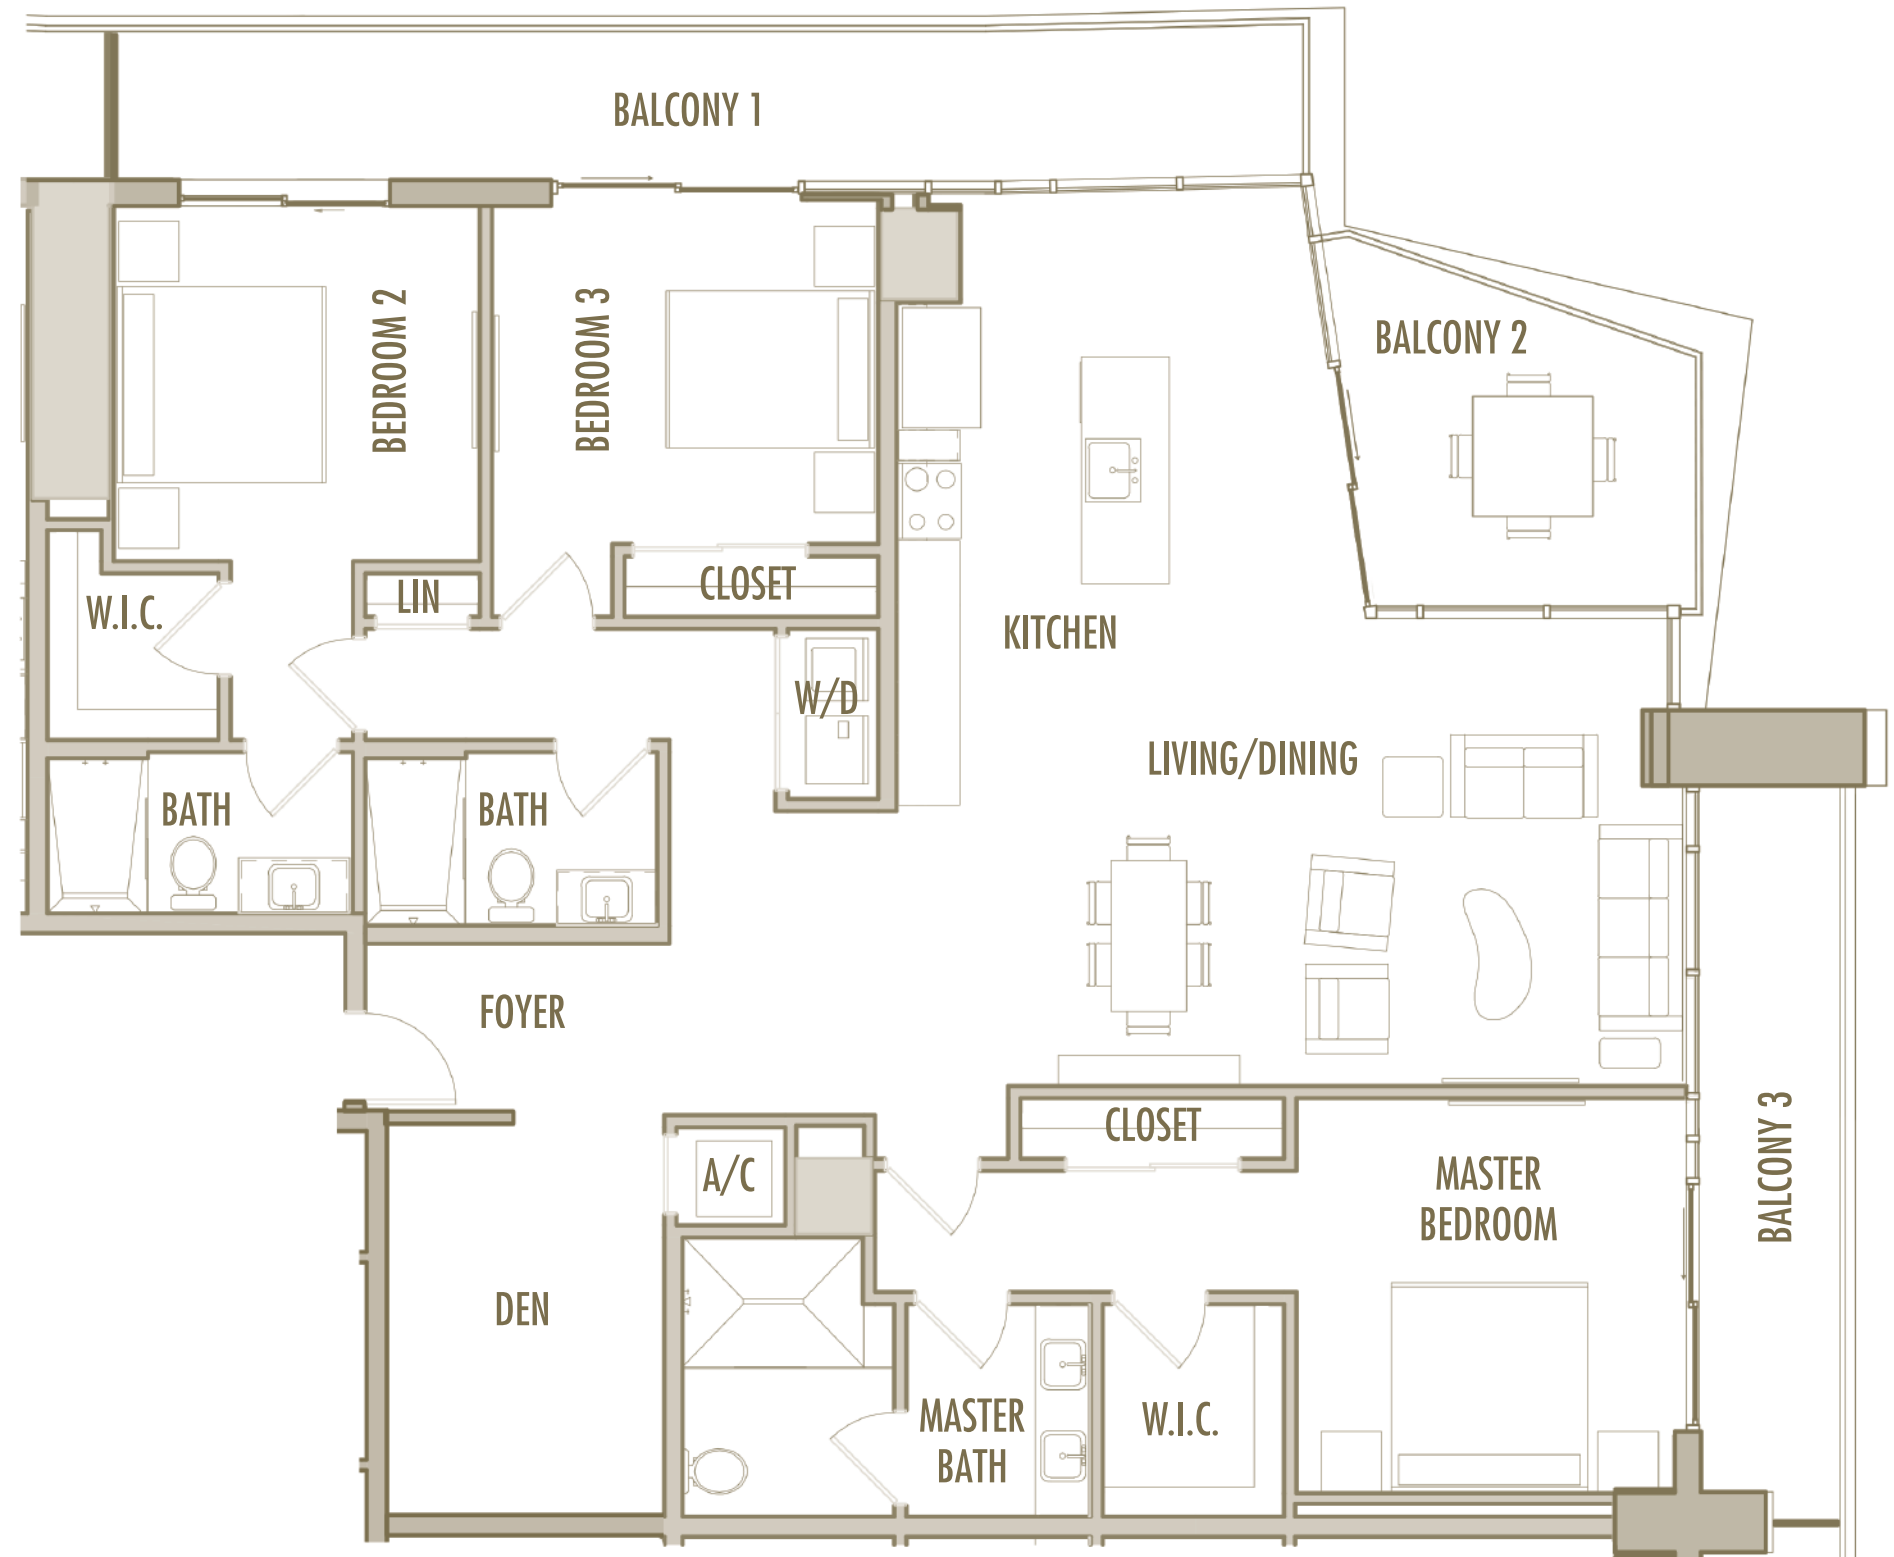 BALCONY 1
BEDROOM 2
BEDROOM 3
BALCONY 2
W.I.C.
LIN
CLOSET
KITCHEN
W/D
LIVING/DINING
BATH
BATH
FOYER
CLOSET
A/C
MASTER
BEDROOM
BALCONY 3
DEN
MASTER
BATH
W.I.C.